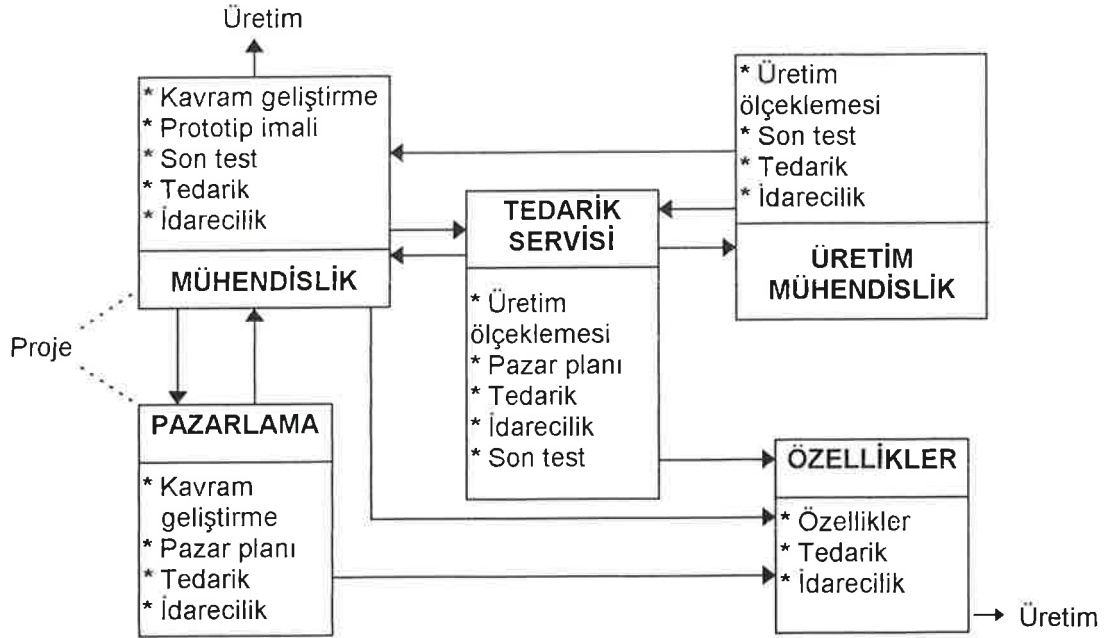 Üretim
* Kavram geliştirme
* Prototip imali
* Son test
* Tedarik
* İdarecilik
MÜHENDİSLİK
* Üretim
ölçeklemesi
* Son test
* Tedarik
* İdarecilik
ÜRETİM
MÜHENDİSLİK
TEDARİK
SERVİSİ
* Üretim
ölçeklemesi
* Pazar planı
* Tedarik
* İdarecilik
* Son test
Proje
PAZARLAMA
* Kavram
geliştirme
* Pazar planı
* Tedarik
* İdarecilik
ÖZELLİKLER
* Özellikler
* Tedarik
* İdarecilik
Üretim